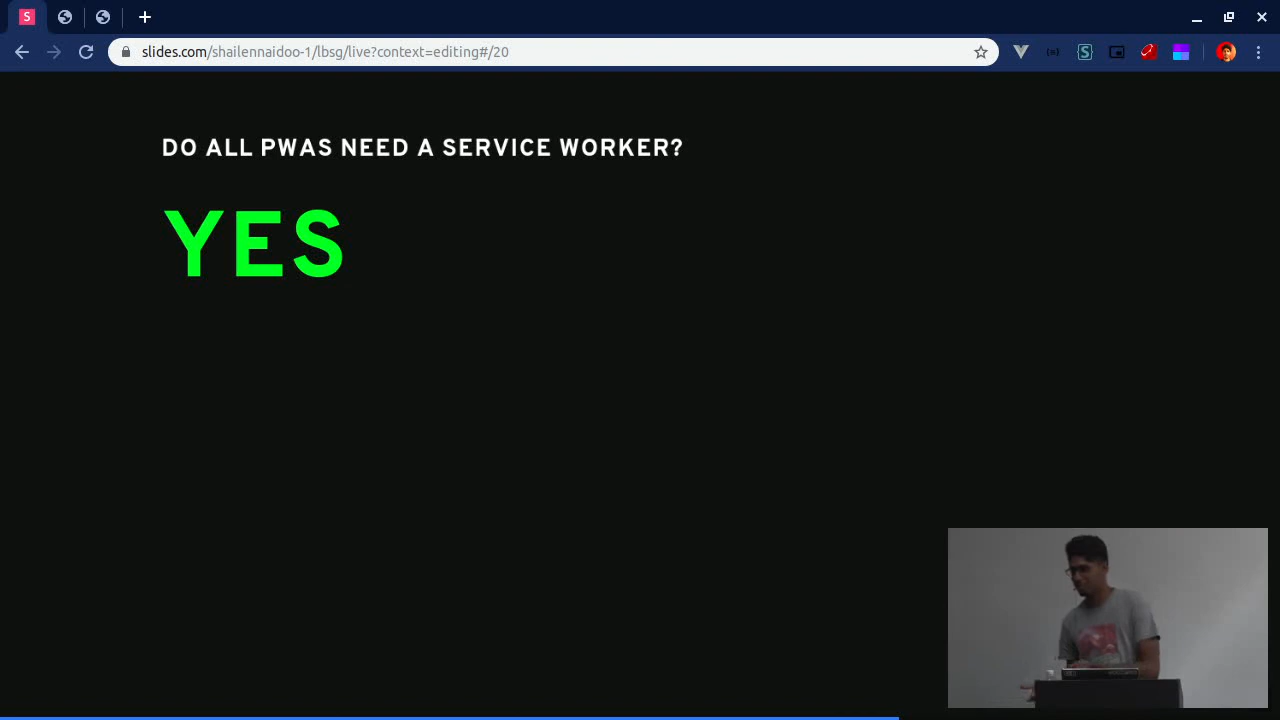 S
slides.com/shailennaidoo-1/lbsg/live?context=editing#/20
DO ALL PWAS NEED A SERVICE WORKER?
YES